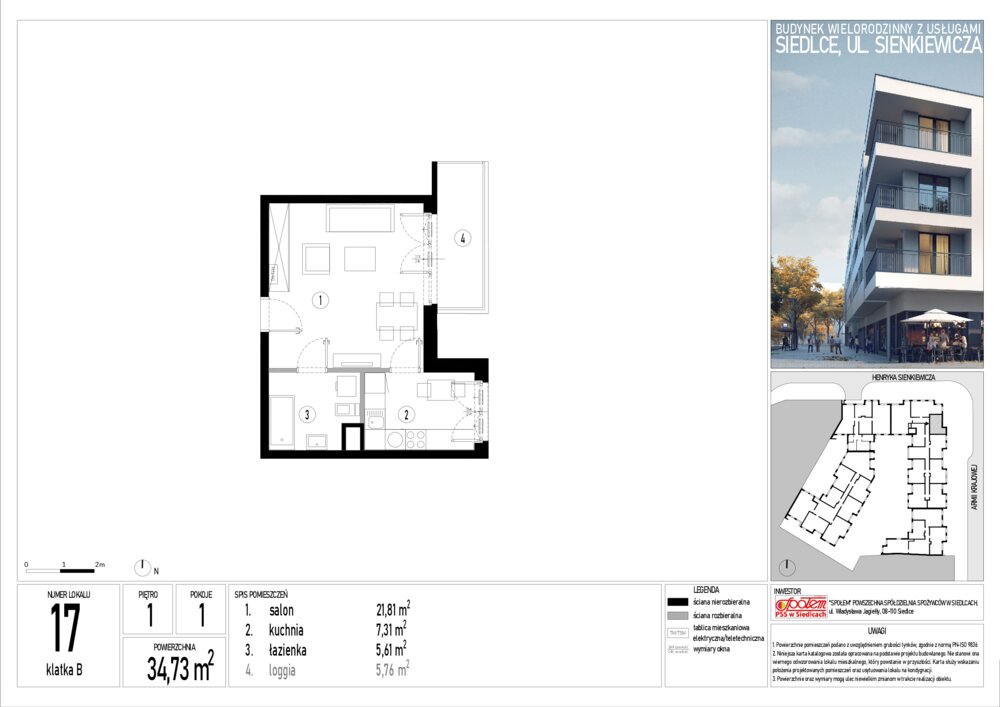 BUDYNEK WIELORODZINNY Z USŁUGAMI
SIEDLCE, UL. SIENKIEWICZA
1
2
3
4
HENRYKA SIENKIEWICZA
ARMII KRAJOWEJ
0 1 2m
N
NUMER LOKALU
17
klatka B
PIĘTRO
1
POKOJE
1
POWIERZCHNIA
34,73 m²
SPIS POMIESZCZEŃ
1. salon 21,81 m²
2. kuchnia 7,31 m²
3. łazienka 5,61 m²
4. loggia 5,76 m²
LEGENDA
ściana nierozbieralna
ściana rozbieralna
tablica mieszkaniowa
elektryczna/teletechniczna
wymiary okna
INWESTOR
Społem
PSS w Siedlcach
"SPOŁEM" POWSZECHNA SPÓŁDZIELNIA SPOŻYWCÓW W SIEDLCACH,
ul. Władysława Jagiełły, 08-110 Siedlce
UWAGI
1. Powierzchnie pomieszczeń podano z uwzględnieniem grubości tynków, zgodnie z normą PN-ISO 9836
2. Niniejsza karta katalogowa została opracowana na podstawie projektu budowlanego. Nie stanowi ona
wiernego odwzorowania lokalu mieszkalnego, który powstanie w przyszłości. Karta służy wskazaniu
położenia projektowanych pomieszczeń oraz usytuowania lokalu na kondygnacji.
3. Powierzchnie oraz wymiary mogą ulec niewielkim zmianom w trakcie realizacji obiektu.